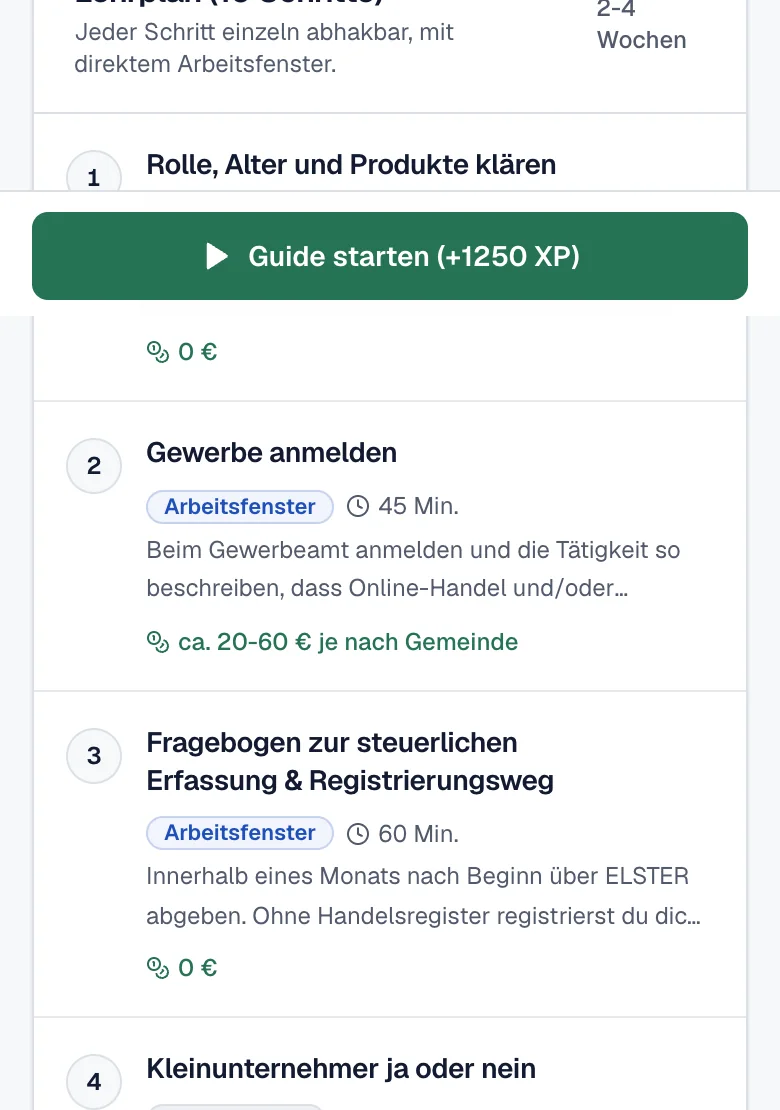 Lehrplan (10 Schritte)
Jeder Schritt einzeln abhakbar, mit
direktem Arbeitsfenster.
2-4
Wochen
1
Rolle, Alter und Produkte klären
Guide starten (+1250 XP)
0 €
2
Gewerbe anmelden
Arbeitsfenster
45 Min.
Beim Gewerbeamt anmelden und die Tätigkeit so
beschreiben, dass Online-Handel und/oder…
ca. 20-60 € je nach Gemeinde
3
Fragebogen zur steuerlichen
Erfassung & Registrierungsweg
Arbeitsfenster
60 Min.
Innerhalb eines Monats nach Beginn über ELSTER
abgeben. Ohne Handelsregister registrierst du dic…
0 €
4
Kleinunternehmer ja oder nein